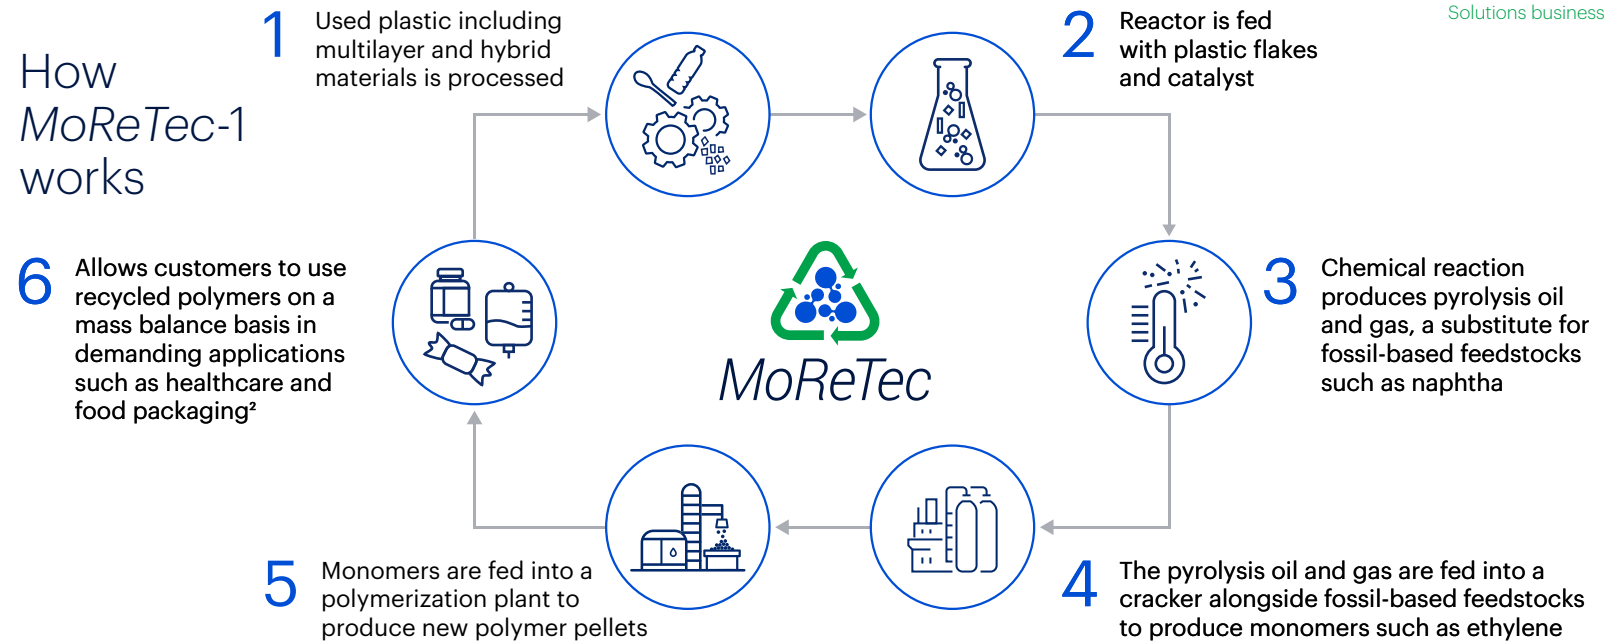 Solutions business
How
MoReTec-1
works
1
Used plastic including
multilayer and hybrid
materials is processed
2
Reactor is fed
with plastic flakes
and catalyst
3
Chemical reaction
produces pyrolysis oil
and gas, a substitute for
fossil-based feedstocks
such as naphtha
4
The pyrolysis oil and gas are fed into a
cracker alongside fossil-based feedstocks
to produce monomers such as ethylene
5
Monomers are fed into a
polymerization plant to
produce new polymer pellets
6
Allows customers to use
recycled polymers on a
mass balance basis in
demanding applications
such as healthcare and
food packaging²
MoReTec